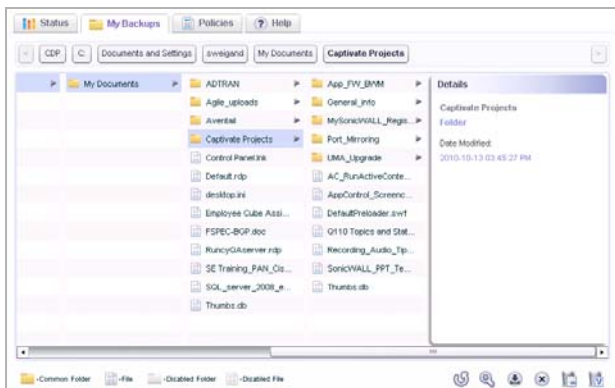 Status My Backups Policies Help
CDP C: Documents and Settings sweigand My Documents Captivate Projects
My Documents
ADTRAN
Agile_uploads
Aventail
Captivate Projects
Control Panel.lnk
Default.rdp
desktop.ini
Employee Cube Assi...
FSPEC-BGP.doc
RuncyQAserver.rdp
SE Training_PAN_Cis...
SQL_server_2008_e...
Thumbs.db
App_FW_BWM
General_info
MySonicWALL_Regis...
Port_Mirroring
UMA_Upgrade
AC_RunActiveConte...
AppControl_Screenc...
DefaultPreloader.swf
Q110 Topics and Stat...
Recording_Audio_Tip...
SonicWALL_PPT_Te...
Thumbs.db
Details
Captivate Projects
Folder
Date Modified:
2010-10-13 03:45:27 PM
-Common Folder -File -Disabled Folder -Disabled File